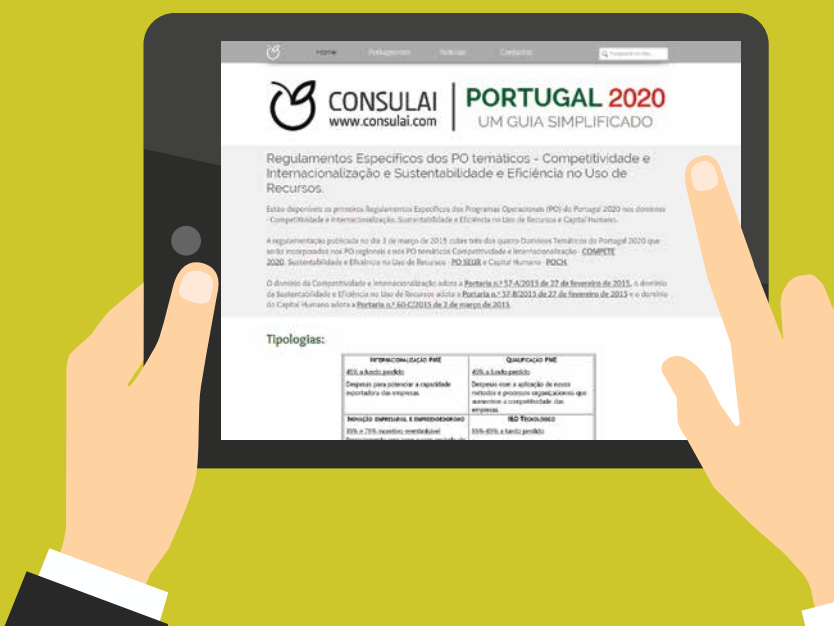 Home Portugaenses Notícias Contactos
CONSULAI
www.consulai.com
PORTUGAL 2020
UM GUIA SIMPLIFICADO
Regulamentos Específicos dos PO temáticos - Competitividade e
Internacionalização e Sustentabilidade e Eficiência no Uso de
Recursos.
Estão disponíveis os primeiros Regulamentos Específicos dos Programas Operacionais (PO) do Portugal 2020 nos domínios
- Competitividade e Internacionalização, Sustentabilidade e Eficiência no Uso de Recursos e Capital Humano.
A regulamentação publicada no dia 3 de março de 2015 cobre três dos quatro Domínios Temáticos do Portugal 2020 que
serão incorporados nos PO regionais e nos PO temáticos Competitividade e Internacionalização - COMPETE
2020, Sustentabilidade e Eficiência no Uso de Recursos - PO SEUR e Capital Humano - POCH.
O domínio da Competitividade e Internacionalização adota a Portaria n.º 57-A/2015 de 27 de fevereiro de 2015, o domínio
da Sustentabilidade e Eficiência no Uso de Recursos adota a Portaria n.º 57-B/2015 de 27 de fevereiro de 2015 e o domínio
do Capital Humano adota a Portaria n.º 60-C/2015 de 2 de março de 2015.
Tipologias:
INTERNACIONALIZAÇÃO PME
45% a fundo perdido
Despesas para potenciar a capacidade
exportadora das empresas.
QUALIFICAÇÃO PME
45% a fundo perdido
Despesas com a aplicação de novos
métodos e processos organizacionais que
aumentem a competitividade das
empresas.
INOVAÇÃO EMPRESARIAL E EMPREENDEDORISMO
35% e 75% incentivo reembolsável
I&D TECNOLÓGICO